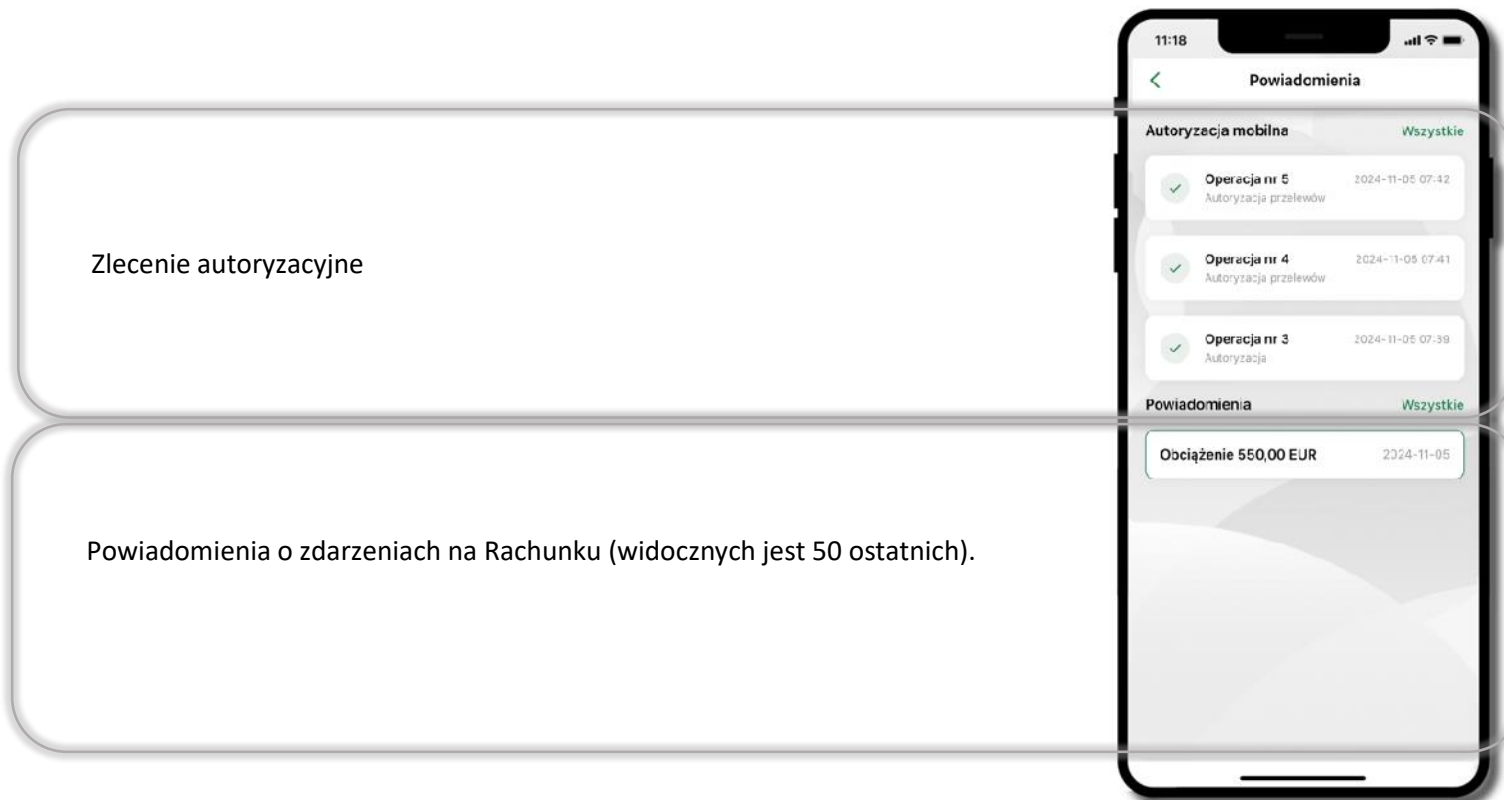 11:18
Powiadomienia
Autoryzacja mobilna Wszystkie
Operacja nr 5 2024-11-05 07:42
Autoryzacja przelewów
Zlecenie autoryzacyjne
Operacja nr 4 2024-11-05 07:41
Autoryzacja przelewów
Operacja nr 3 2024-11-05 07:39
Autoryzacja
Powiadomienia Wszystkie
Obciążenie 550,00 EUR 2024-11-05
Powiadomienia o zdarzeniach na Rachunku (widocznych jest 50 ostatnich).